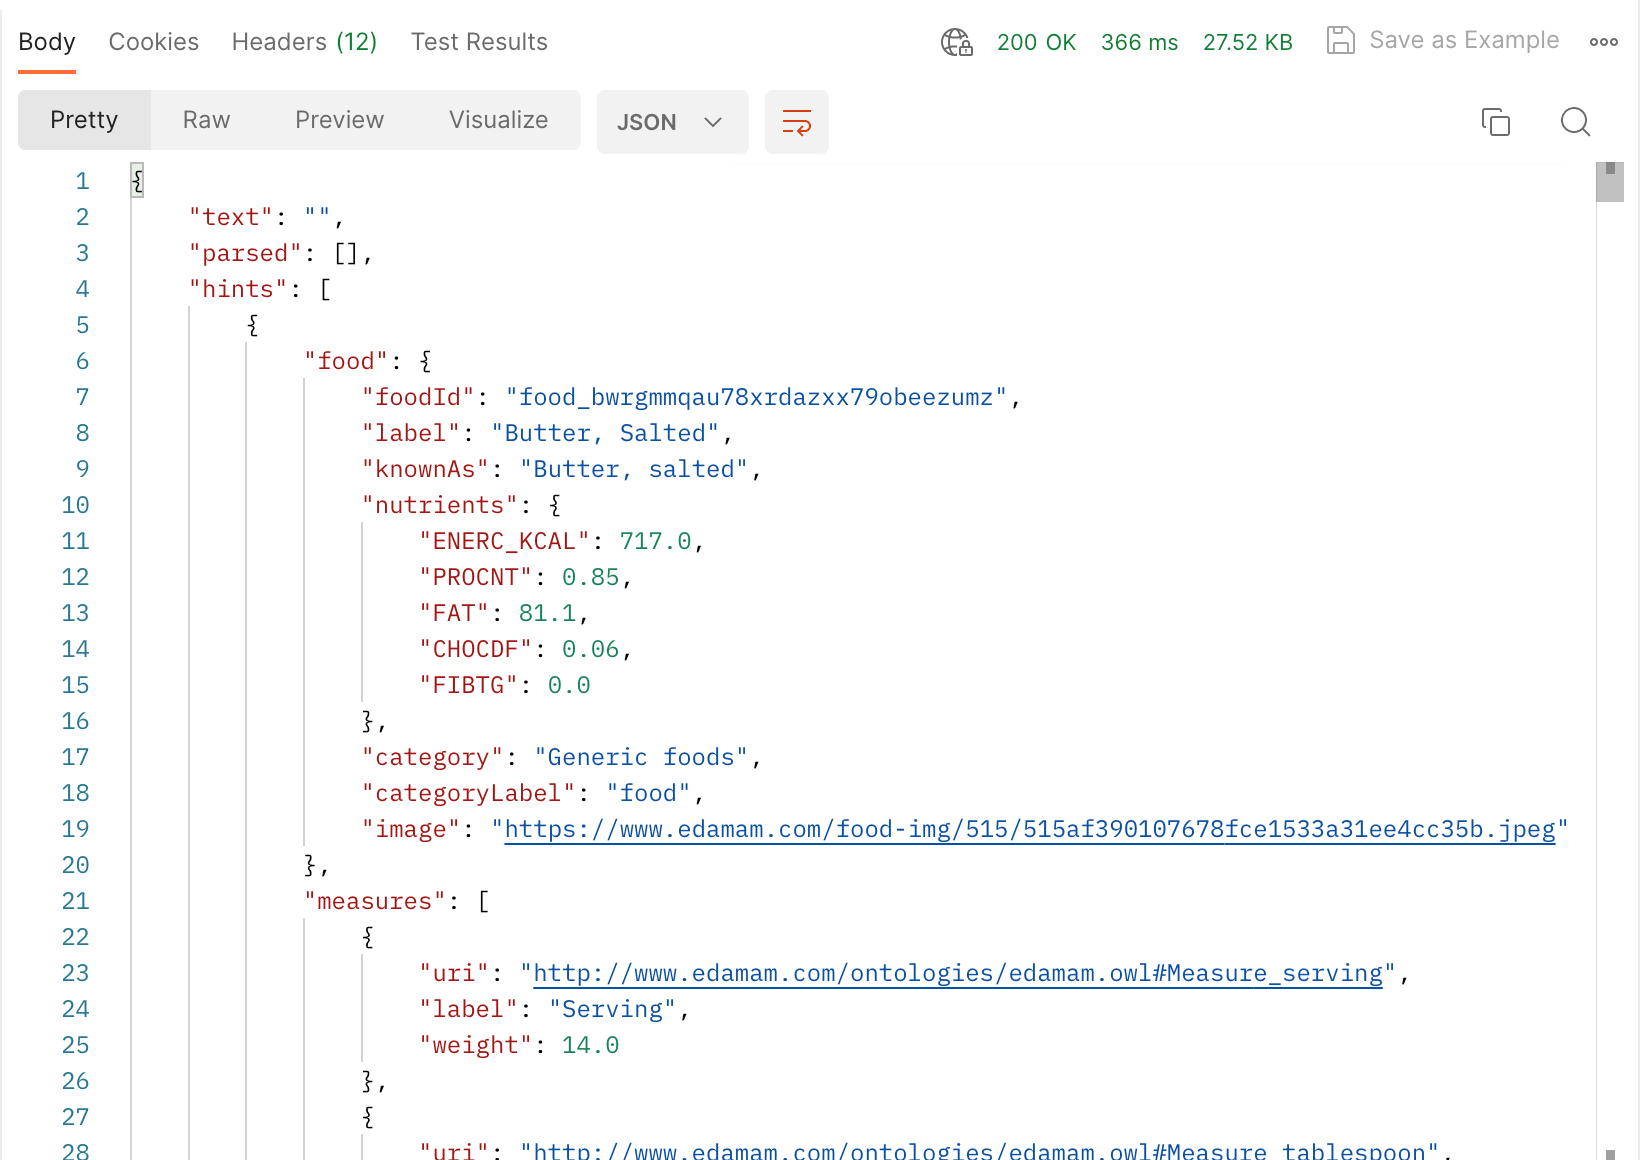 Body Cookies Headers (12) Test Results 200 OK 366 ms 27.52 KB Save as Example
Pretty Raw Preview Visualize JSON
1 {
2 "text": "",
3 "parsed": [],
4 "hints": [
5 {
6 "food": {
7 "foodId": "food_bwrgmmqau78xrdazxx79obeezumz",
8 "label": "Butter, Salted",
9 "knownAs": "Butter, salted",
10 "nutrients": {
11 "ENERC_KCAL": 717.0,
12 "PROCNT": 0.85,
13 "FAT": 81.1,
14 "CHOCDF": 0.06,
15 "FIBTG": 0.0
16 },
17 "category": "Generic foods",
18 "categoryLabel": "food",
19 "image": "https://www.edamam.com/food-img/515/515af390107678fce1533a31ee4cc35b.jpeg"
20 },
21 "measures": [
22 {
23 "uri": "http://www.edamam.com/ontologies/edamam.owl#Measure_serving",
24 "label": "Serving",
25 "weight": 14.0
26 },
27 {
28 "uri": "http://www.edamam.com/ontologies/edamam.owl#Measure_tablespoon",